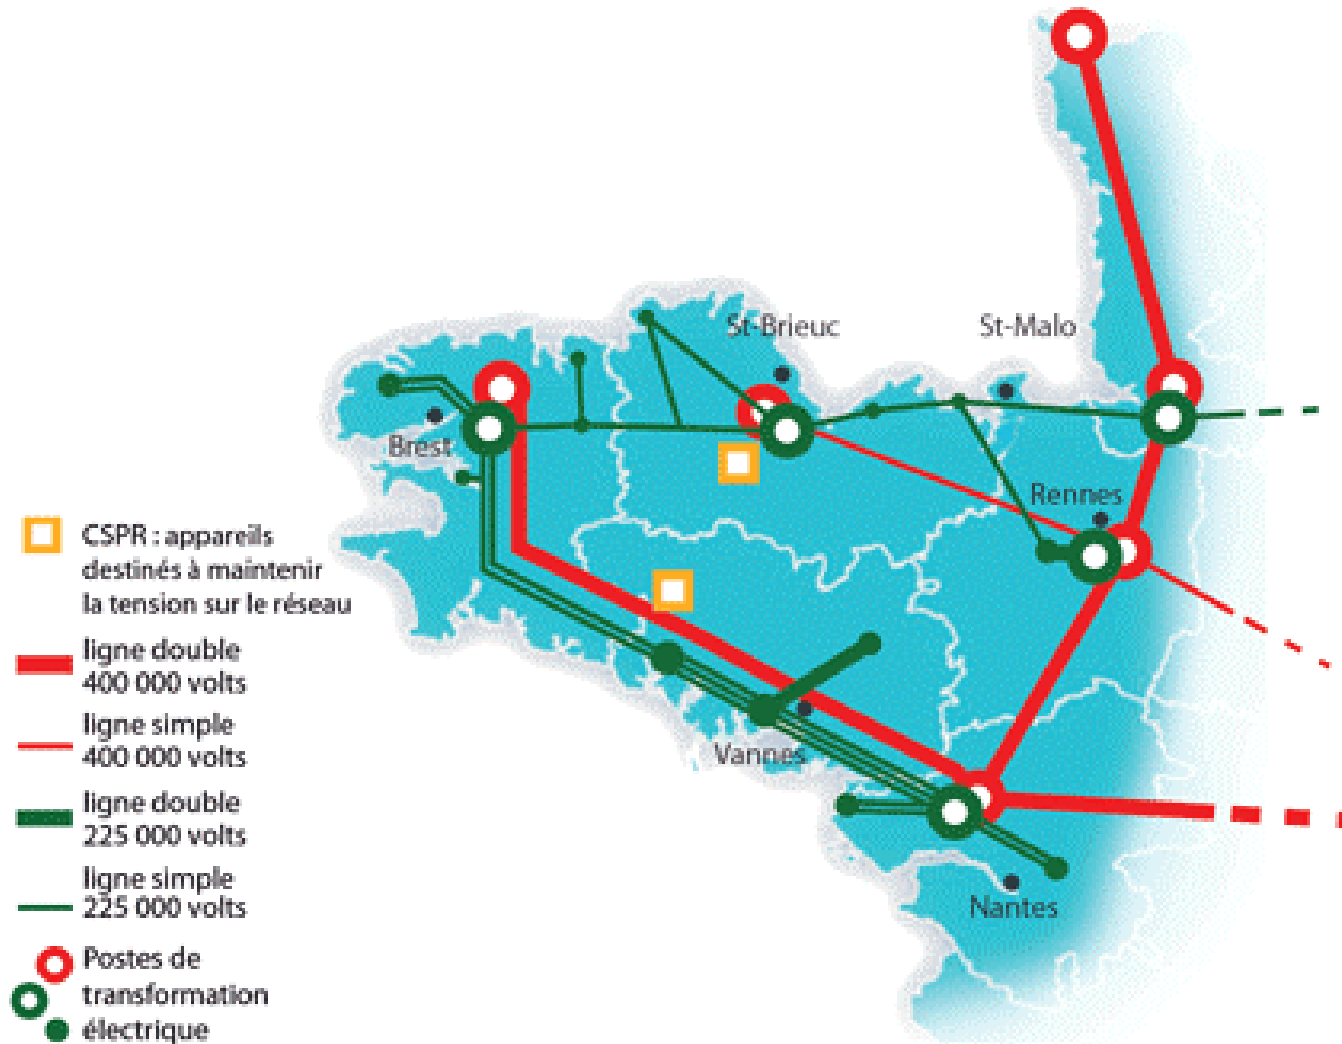 St-Brieuc
St-Malo
Brest
Rennes
Vannes
Nantes
CSPR : appareils
destinés à maintenir
la tension sur le réseau
ligne double
400 000 volts
ligne simple
400 000 volts
ligne double
225 000 volts
ligne simple
225 000 volts
Postes de
transformation
électrique